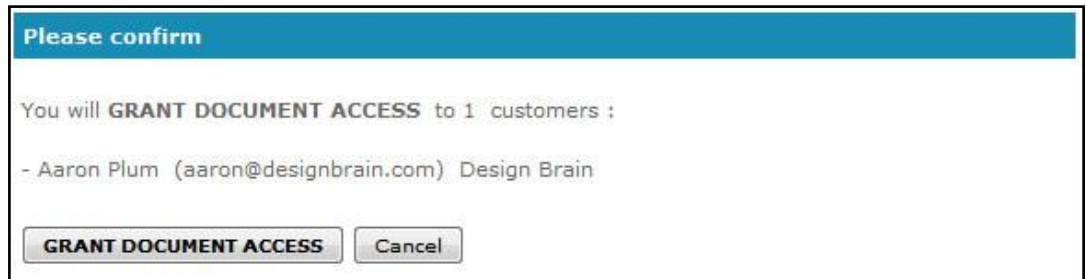 Please confirm
You will GRANT DOCUMENT ACCESS to 1 customers :
- Aaron Plum (aaron@designbrain.com) Design Brain
GRANT DOCUMENT ACCESS Cancel